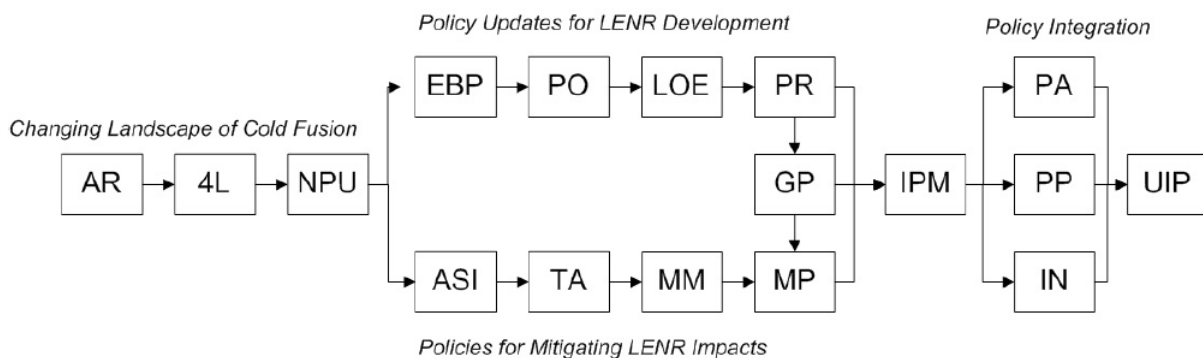 Policy Updates for LENR Development
Policy Integration
EBP
PO
LOE
PR
PA
Changing Landscape of Cold Fusion
AR
4L
NPU
GP
IPM
PP
UIP
ASI
TA
MM
MP
IN
Policies for Mitigating LENR Impacts